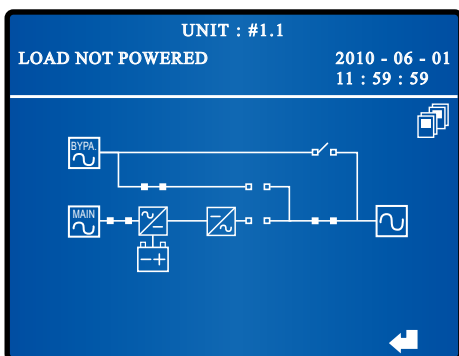 UNIT : #1.1
LOAD NOT POWERED
2010 - 06 - 01
11 : 59 : 59
BYPA.
MAIN